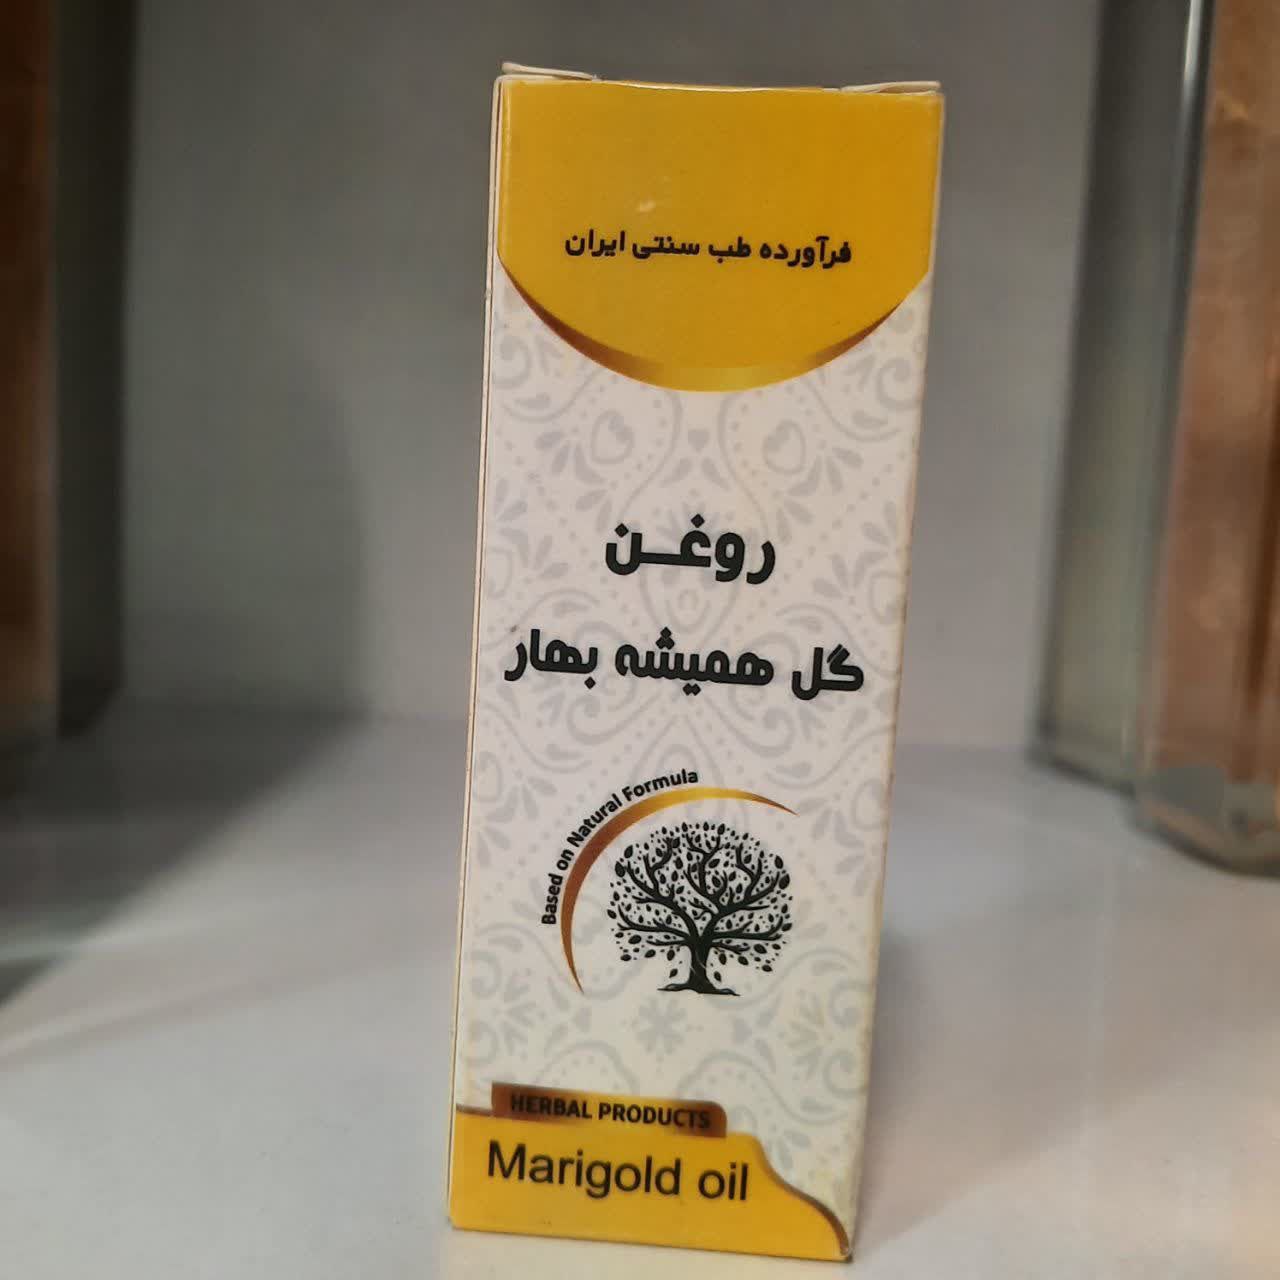 فرآورده طب سنتی ایران
روغن
گل همیشه بهار
Based on Natural Formula
HERBAL PRODUCTS
Marigold oil